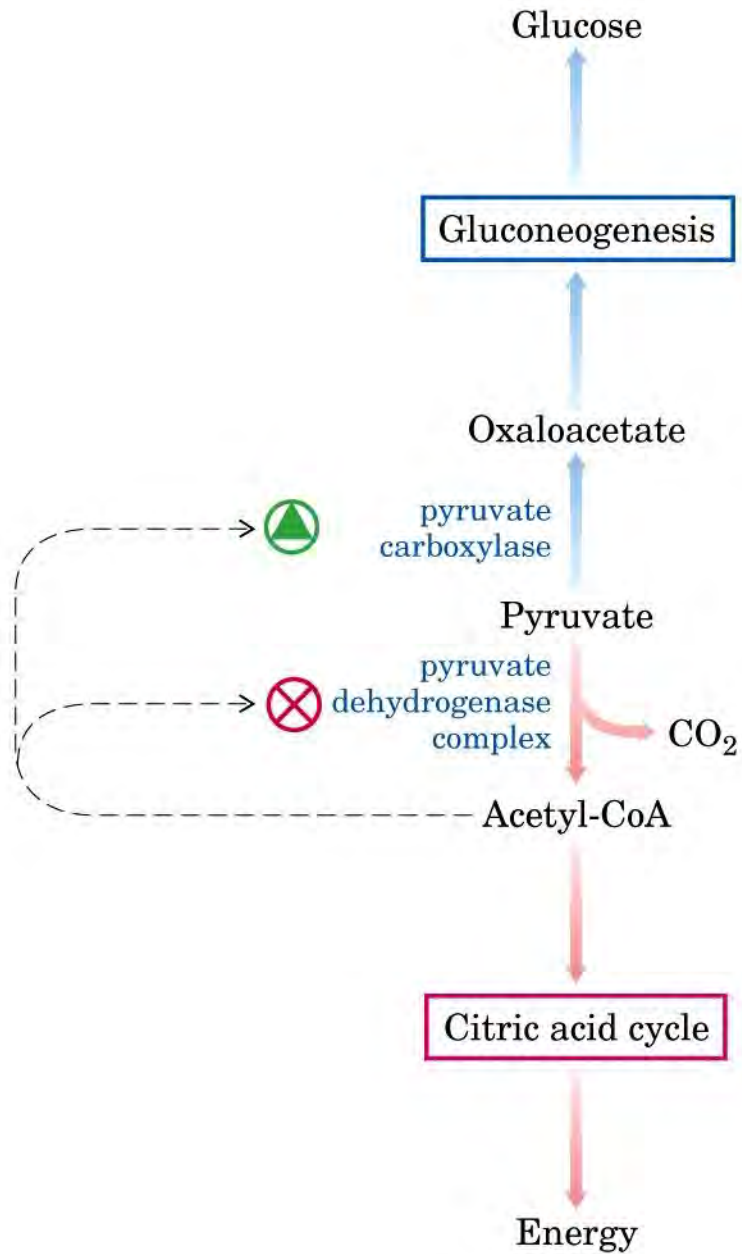 Glucose
Gluconeogenesis
Oxaloacetate
pyruvate
carboxylase
Pyruvate
pyruvate
dehydrogenase
complex
CO₂
Acetyl-CoA
Citric acid cycle
Energy